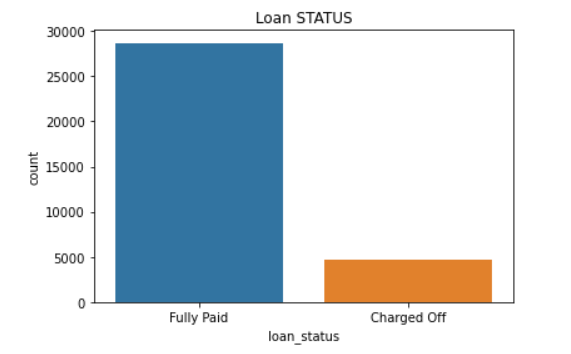 Loan STATUS
30000
25000
20000
15000
10000
5000
0
count
Fully Paid
Charged Off
loan_status